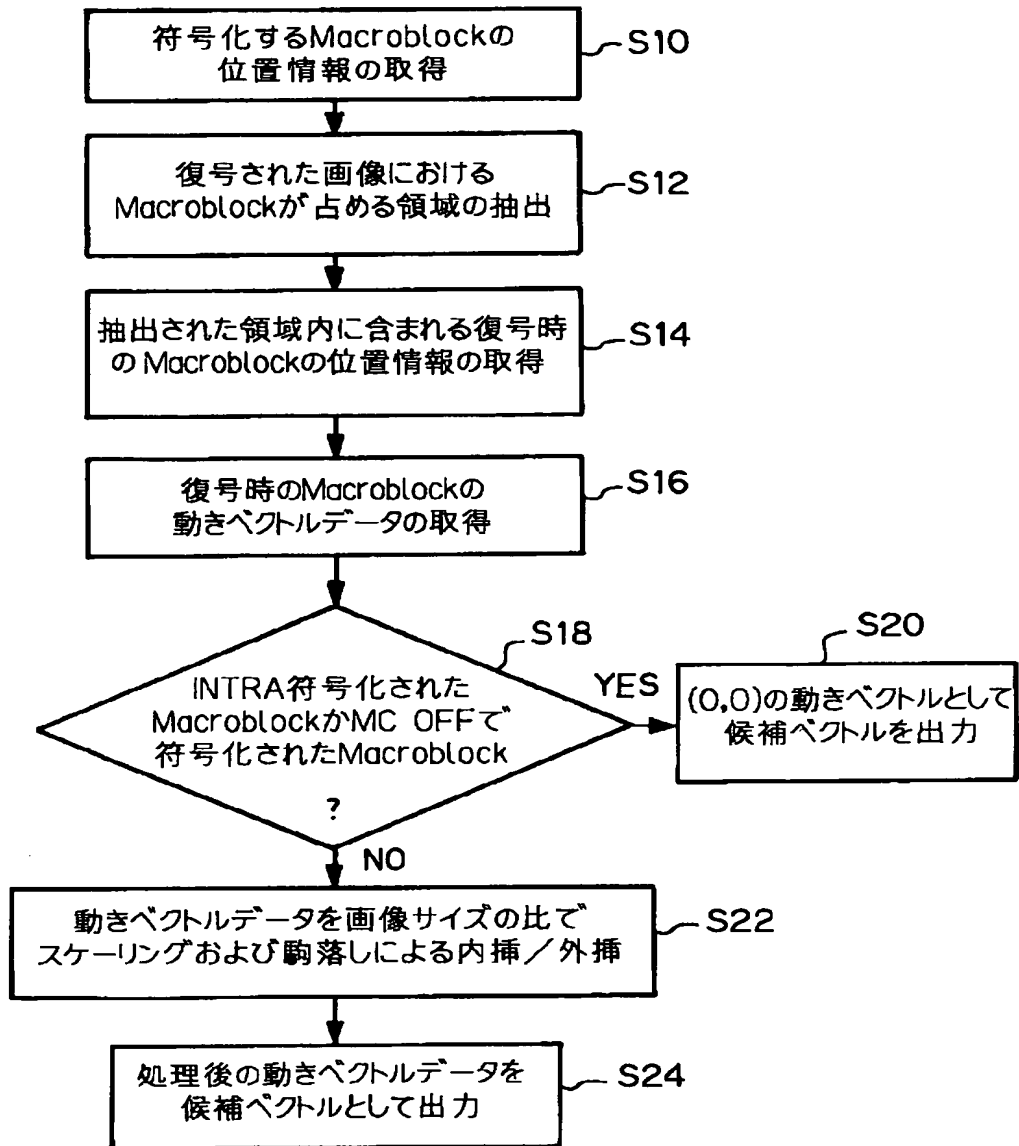 符号化するMacroblockの
位置情報の取得
S10
復号された画像における
Macroblockが占める領域の抽出
S12
抽出された領域内に含まれる復号時
のMacroblockの位置情報の取得
S14
復号時のMacroblockの
動きベクトルデータの取得
S16
INTRA符号化された
MacroblockかMC OFFで
符号化されたMacroblock
?
S18
YES
(0,0)の動きベクトルとして
候補ベクトルを出力
S20
NO
動きベクトルデータを画像サイズの比で
スケーリングおよび駒落しによる内挿／外挿
S22
処理後の動きベクトルデータを
候補ベクトルとして出力
S24